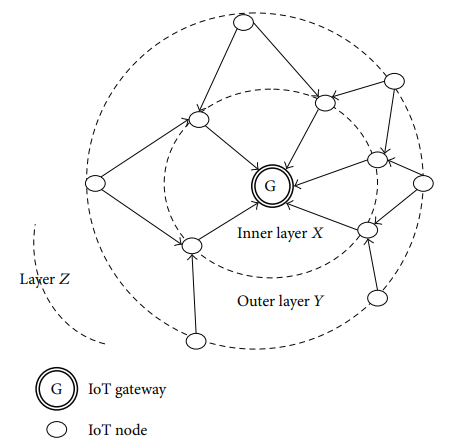 G
Inner layer X
Layer Z
Outer layer Y
G IoT gateway
IoT node